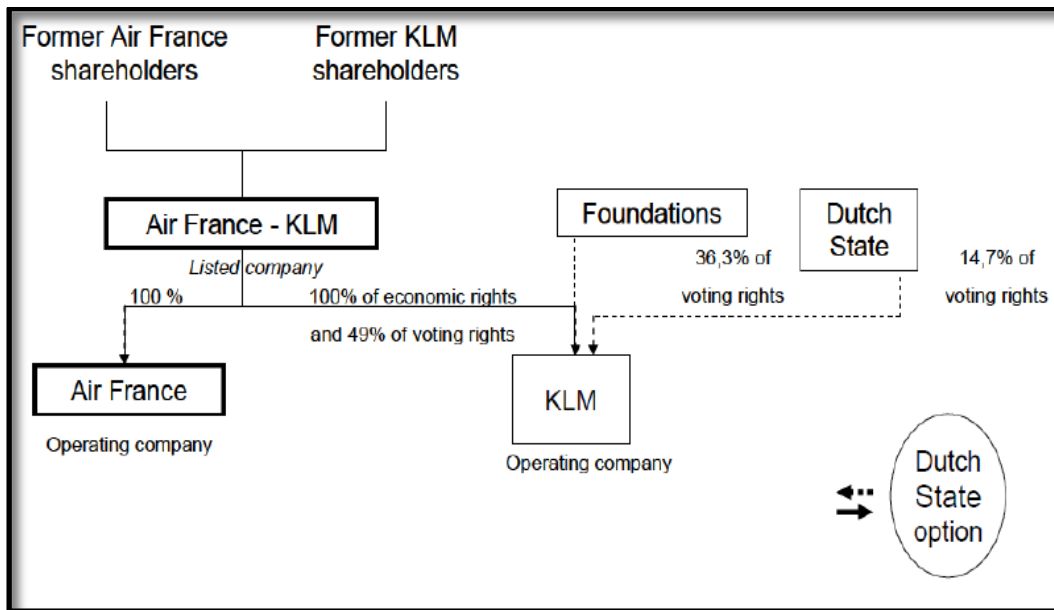 Former Air France
shareholders
Former KLM
shareholders
Air France - KLM
Listed company
Foundations
Dutch
State
36,3% of
voting rights
14,7% of
voting rights
100 %
100% of economic rights
and 49% of voting rights
Air France
Operating company
KLM
Operating company
Dutch
State
option